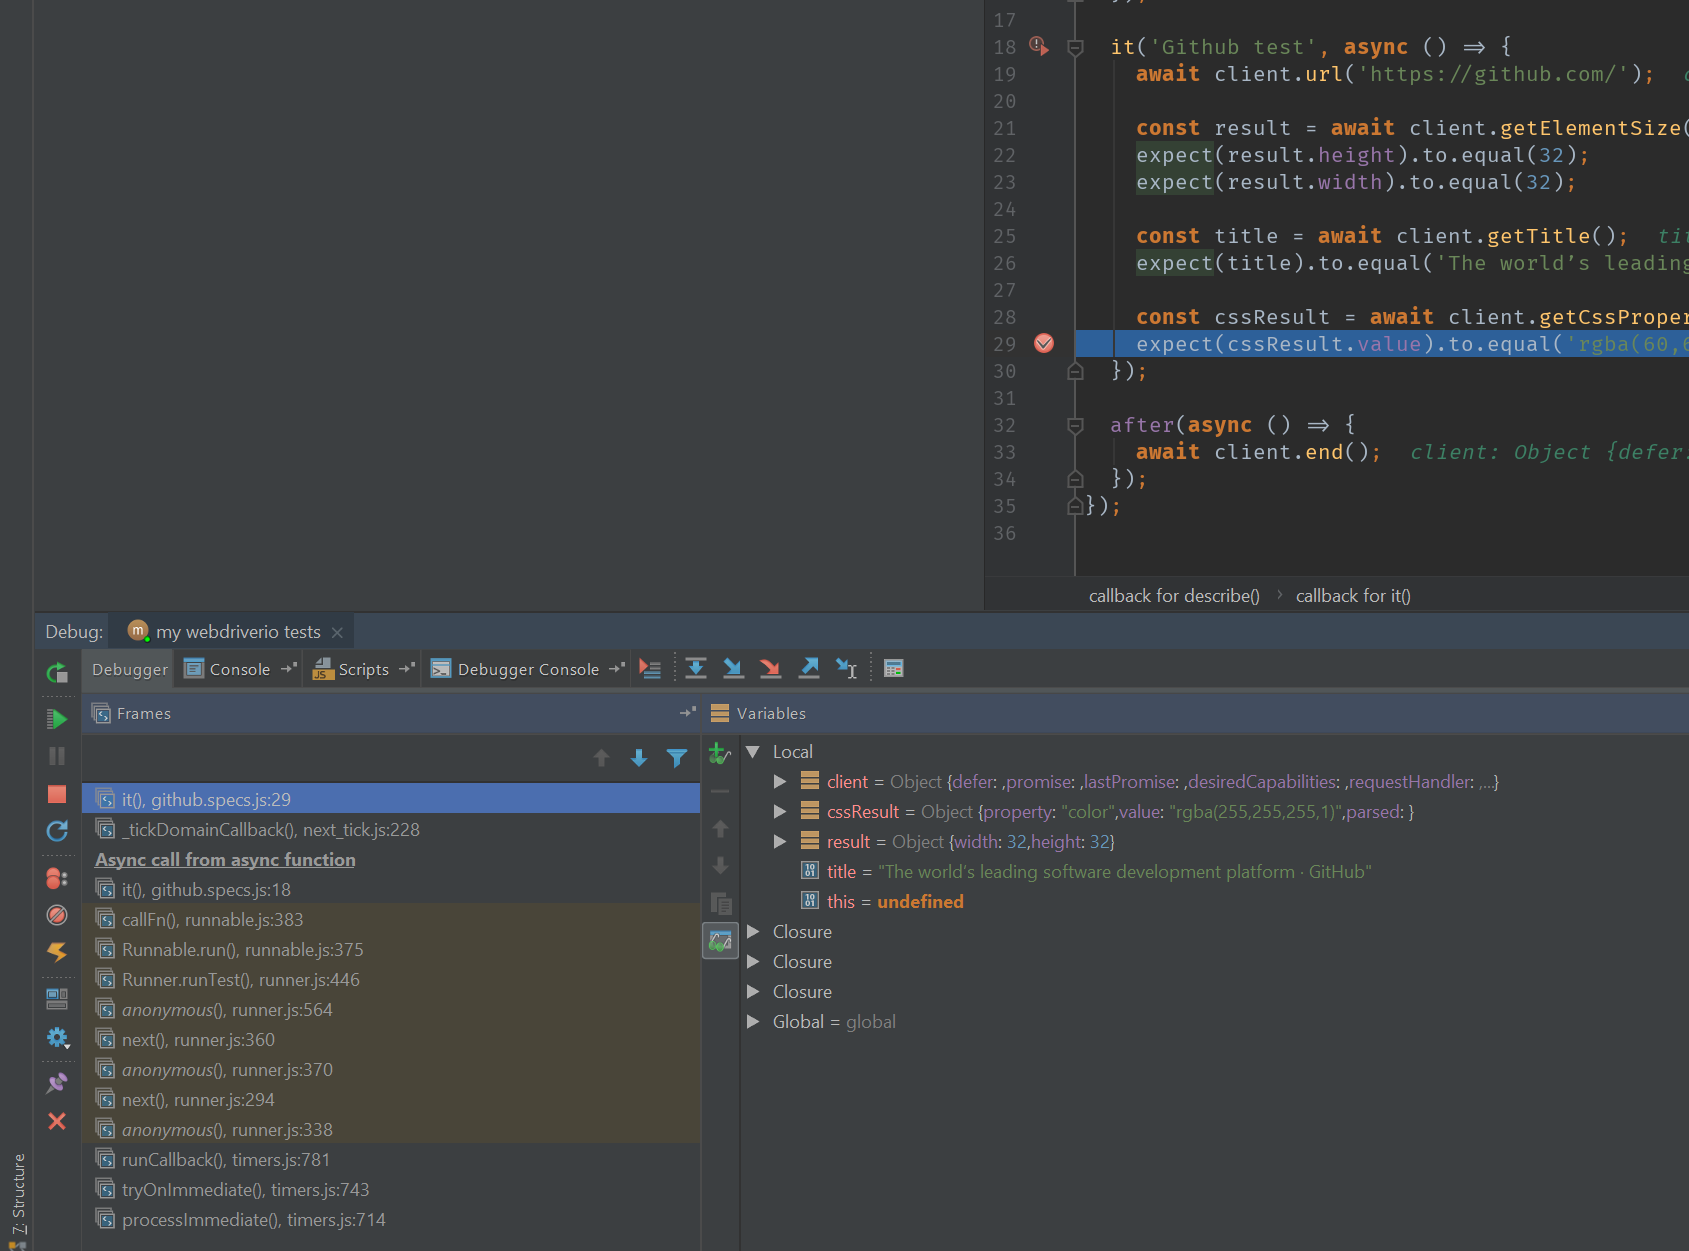 });
17
18 it('Github test', async () => {
19 await client.url('https://github.com/');
20
21 const result = await client.getElementSize(
22 expect(result.height).to.equal(32);
23 expect(result.width).to.equal(32);
24
25 const title = await client.getTitle(); tit
26 expect(title).to.equal('The world’s leading
27
28 const cssResult = await client.getCssProper
29 expect(cssResult.value).to.equal('rgba(60,6
30 });
31
32 after(async () => {
33 await client.end(); client: Object {defer:
34 });
35 });
36
callback for describe() › callback for it()
Debug: my webdriverio tests
Debugger Console Scripts Debugger Console
Frames
Variables
it(), github.specs.js:29
_tickDomainCallback(), next_tick.js:228
Async call from async function
it(), github.specs.js:18
callFn(), runnable.js:383
Runnable.run(), runnable.js:375
Runner.runTest(), runner.js:446
anonymous(), runner.js:564
next(), runner.js:360
anonymous(), runner.js:370
next(), runner.js:294
anonymous(), runner.js:338
runCallback(), timers.js:781
tryOnImmediate(), timers.js:743
processImmediate(), timers.js:714
Local
client = Object {defer: ,promise: ,lastPromise: ,desiredCapabilities: ,requestHandler: ,...}
cssResult = Object {property: "color",value: "rgba(255,255,255,1)",parsed: }
result = Object {width: 32,height: 32}
title = "The world's leading software development platform · GitHub"
this = undefined
Closure
Closure
Closure
Global = global
7: Structure